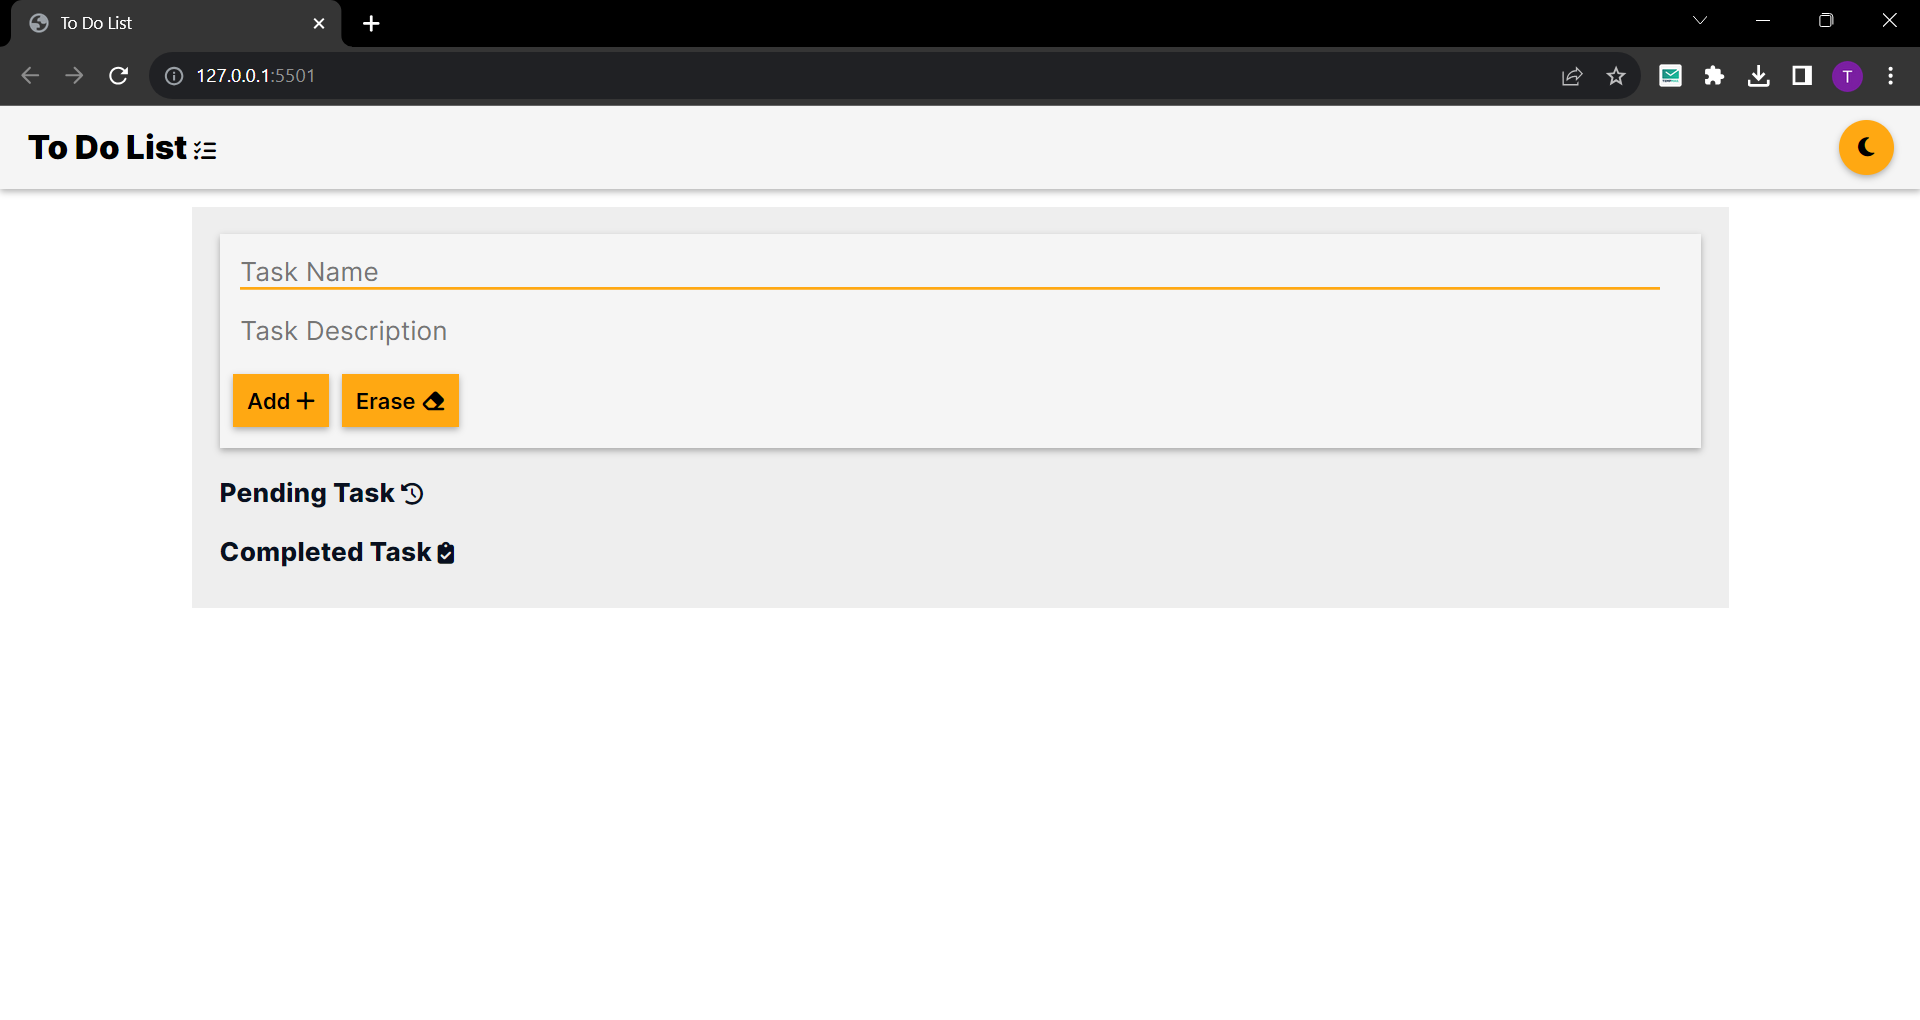 To Do List
127.0.0.1:5501
T
To Do List
Task Name
Task Description
Add
Erase
Pending Task
Completed Task